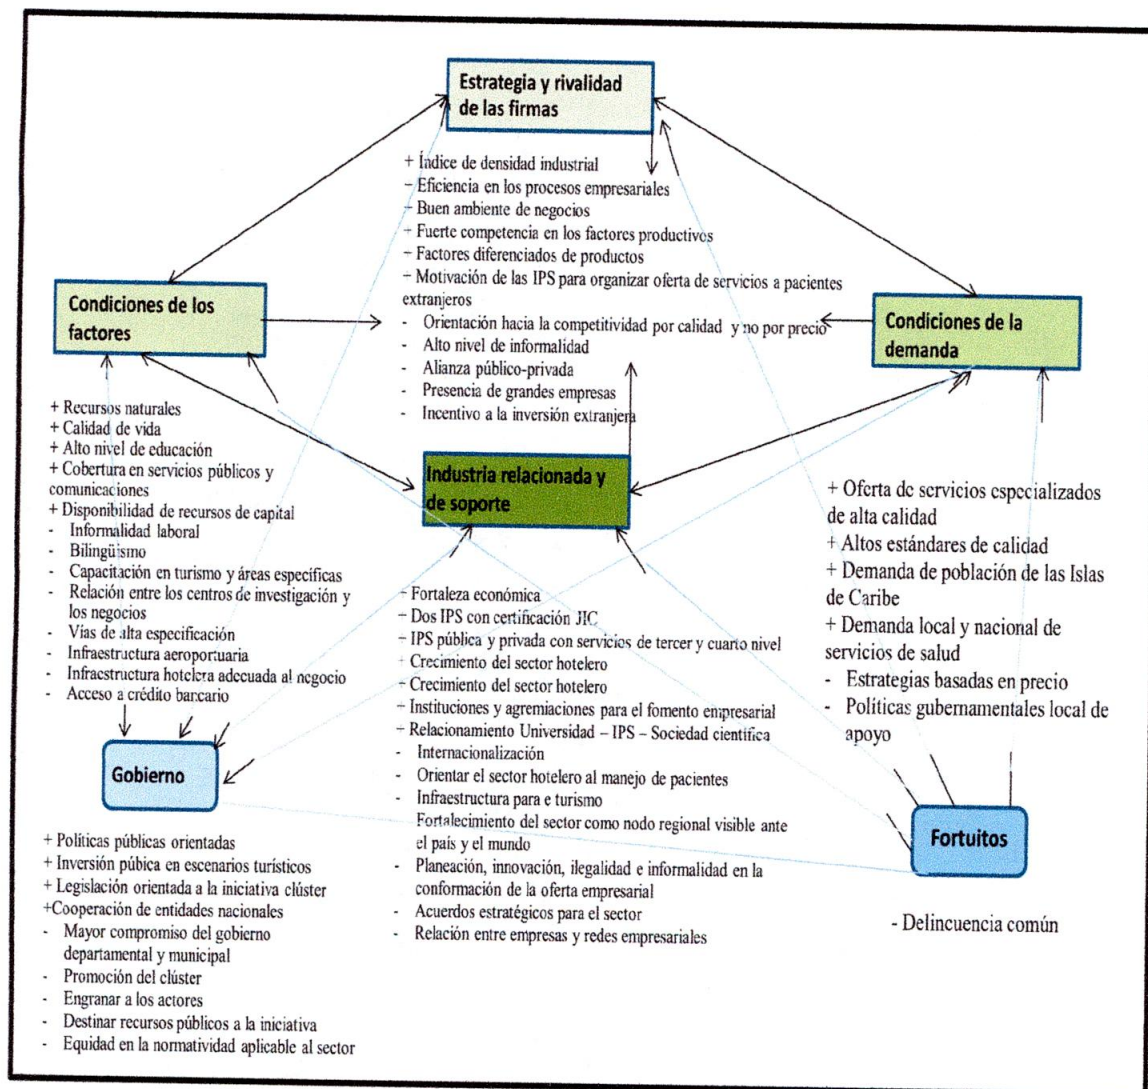 Estrategia y rivalidad
de las firmas
+ Índice de densidad industrial
– Eficiencia en los procesos empresariales
– Buen ambiente de negocios
+ Fuerte competencia en los factores productivos
– Factores diferenciados de productos
+ Motivación de las IPS para organizar oferta de servicios a pacientes
extranjeros
- Orientación hacia la competitividad por calidad y no por precio
- Alto nivel de informalidad
- Alianza público-privada
- Presencia de grandes empresas
- Incentivo a la inversión extranjera
Condiciones de los
factores
+ Recursos naturales
+ Calidad de vida
+ Alto nivel de educación
+ Cobertura en servicios públicos y
comunicaciones
+ Disponibilidad de recursos de capital
- Informalidad laboral
- Bilingüismo
- Capacitación en turismo y áreas específicas
- Relación entre los centros de investigación y
los negocios
- Vías de alta especificación
- Infraestructura aeroportuaria
- Infraestructura hotelera adecuada al negocio
- Acceso a crédito bancario
Condiciones de la
demanda
+ Oferta de servicios especializados
de alta calidad
+ Altos estándares de calidad
+ Demanda de población de las Islas
de Caribe
+ Demanda local y nacional de
servicios de salud
- Estrategias basadas en precio
- Políticas gubernamentales local de
apoyo
Industria relacionada y
de soporte
– Fortaleza económica
– Dos IPS con certificación JIC
– IPS pública y privada con servicios de tercer y cuarto nivel
+ Crecimiento del sector hotelero
– Crecimiento del sector hotelero
+ Instituciones y agremiaciones para el fomento empresarial
– Relacionamiento Universidad – IPS – Sociedad científica
- Internacionalización
- Orientar el sector hotelero al manejo de pacientes
- Infraestructura para e turismo
Fortalecimiento del sector como nodo regional visible ante
el país y el mundo
- Planeación, innovación, ilegalidad e informalidad en la
conformación de la oferta empresarial
- Acuerdos estratégicos para el sector
- Relación entre empresas y redes empresariales
Gobierno
+ Políticas públicas orientadas
+ Inversión púbica en escenarios turísticos
+ Legislación orientada a la iniciativa clúster
+Cooperación de entidades nacionales
- Mayor compromiso del gobierno
departamental y municipal
- Promoción del clúster
- Engranar a los actores
- Destinar recursos públicos a la iniciativa
- Equidad en la normatividad aplicable al sector
Fortuitos
- Delincuencia común